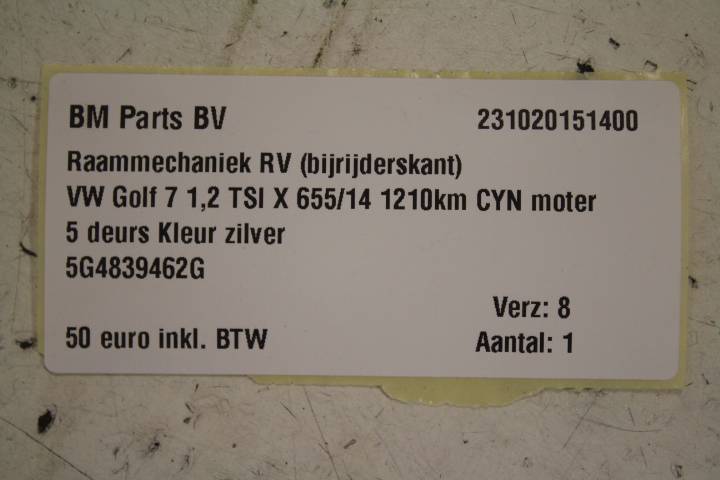 BM Parts BV 231020151400
Raammechaniek RV (bijrijderskant)
VW Golf 7 1,2 TSI X 655/14 1210km CYN moter
5 deurs Kleur zilver
5G4839462G
Verz: 8
50 euro inkl. BTW Aantal: 1